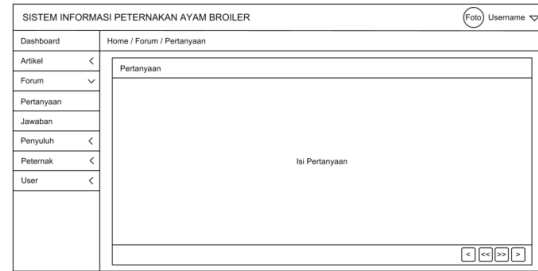 SISTEM INFORMASI PETERNAKAN AYAM BROILER
Foto Username
Dashboard
Home / Forum / Pertanyaan
Artikel <
Forum
Pertanyaan
Jawaban
Penyuluh <
Peternak <
User <
Pertanyaan
Isi Pertanyaan
< << >> >